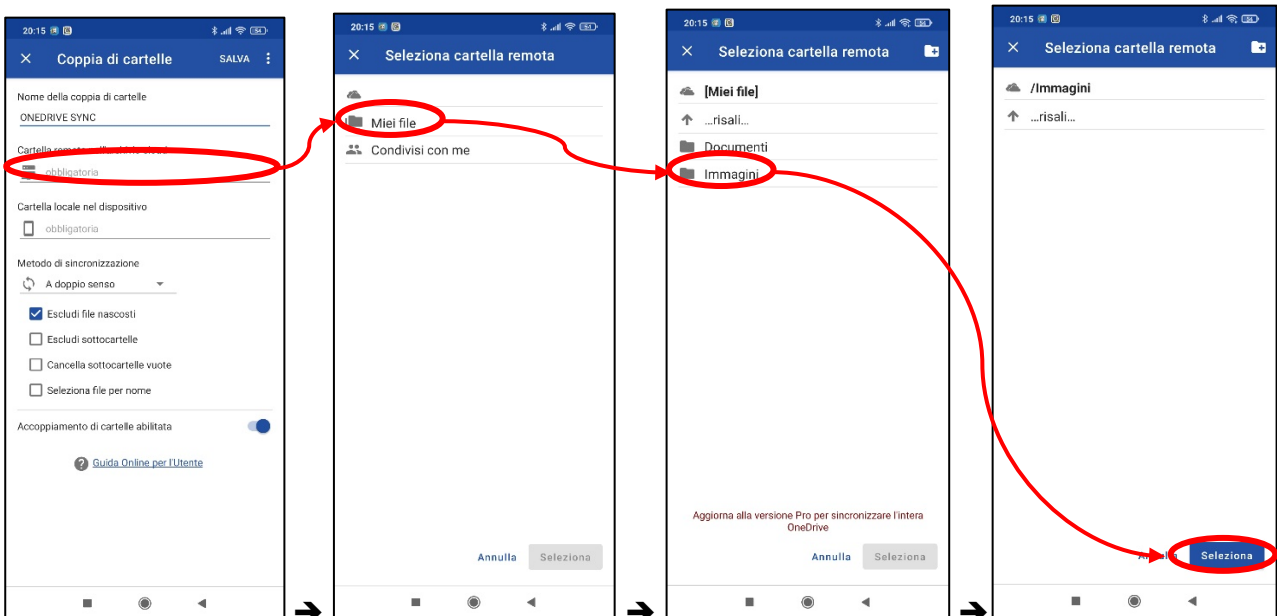 20:15
Coppia di cartelle SALVA
Nome della coppia di cartelle
ONEDRIVE SYNC
Cartella
obbligatoria
Cartella locale nel dispositivo
obbligatoria
Metodo di sincronizzazione
A doppio senso
Escludi file nascosti
Escludi sottocartelle
Cancella sottocartelle vuote
Seleziona file per nome
Accoppiamento di cartelle abilitata
Guida Online per l'Utente
20:15
Seleziona cartella remota
Miei file
Condivisi con me
Annulla Seleziona
20:15
Seleziona cartella remota
[Miei file]
...risali...
Documenti
Immagini
Aggiorna alla versione Pro per sincronizzare l'intera
OneDrive
Annulla Seleziona
20:15
Seleziona cartella remota
/Immagini
...risali...
Seleziona